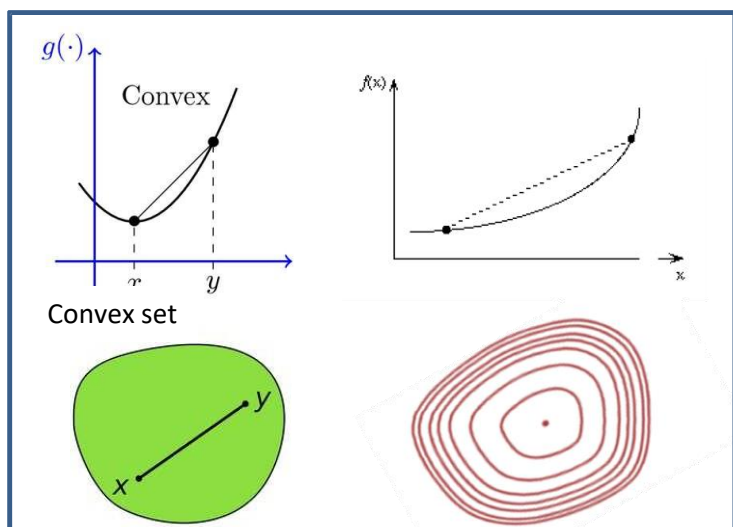 g(·)
Convex
y
f(x)
x
Convex set
y
x